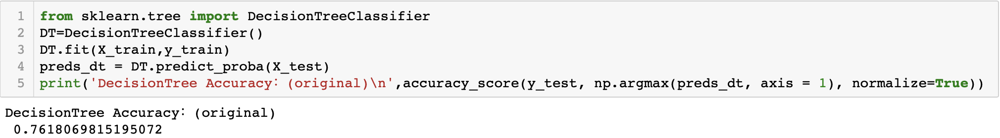 1 from sklearn.tree import DecisionTreeClassifier
2 DT=DecisionTreeClassifier()
3 DT.fit(X_train,y_train)
4 preds_dt = DT.predict_proba(X_test)
5 print('DecisionTree Accuracy: (original)\n',accuracy_score(y_test, np.argmax(preds_dt, axis = 1), normalize=True))
DecisionTree Accuracy: (original)
0.7618069815195072